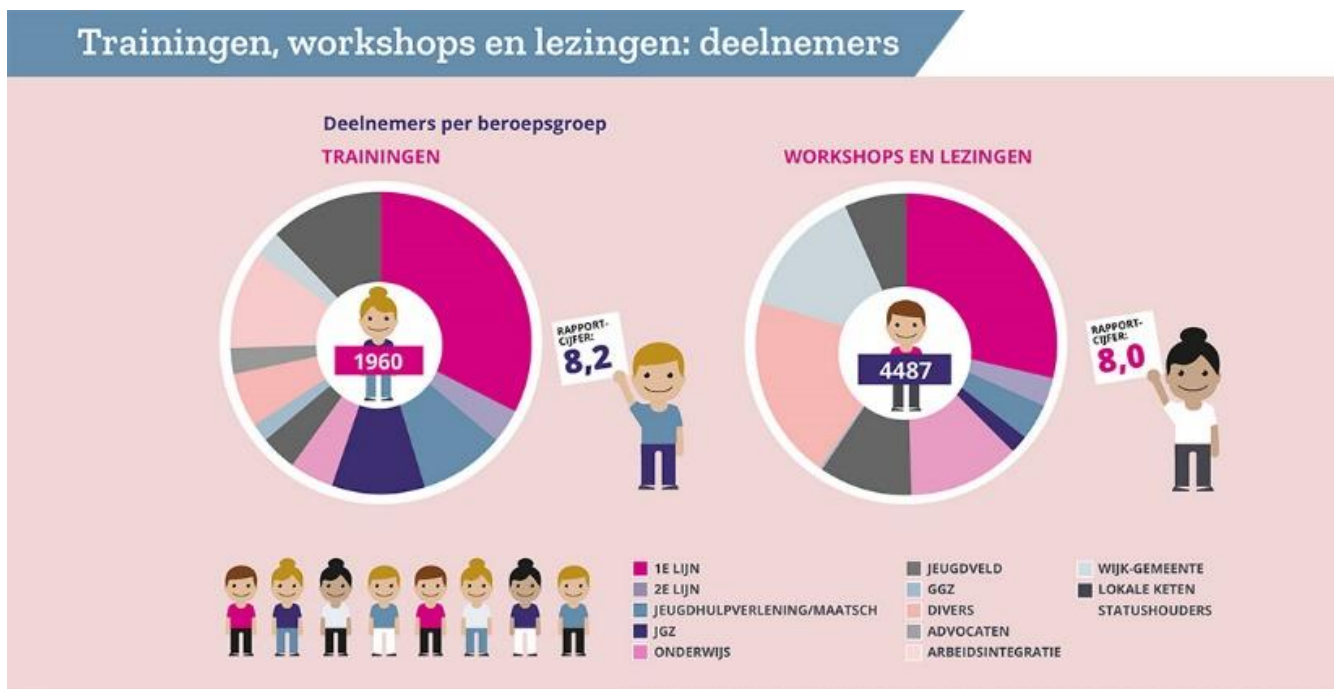 Trainingen, workshops en lezingen: deelnemers
Deelnemers per beroepsgroep
TRAININGEN
WORKSHOPS EN LEZINGEN
1960
RAPPORT-
CIJFER:
8,2
4487
RAPPORT-
CIJFER:
8,0
1E LIJN
2E LIJN
JEUGDHULPVERLENING/MAATSCH
JGZ
ONDERWIJS
JEUGDVELD
GGZ
DIVERS
ADVOCATEN
ARBEIDSINTEGRATIE
WIJK-GEMEENTE
LOKALE KETEN
STATUSHOUDERS